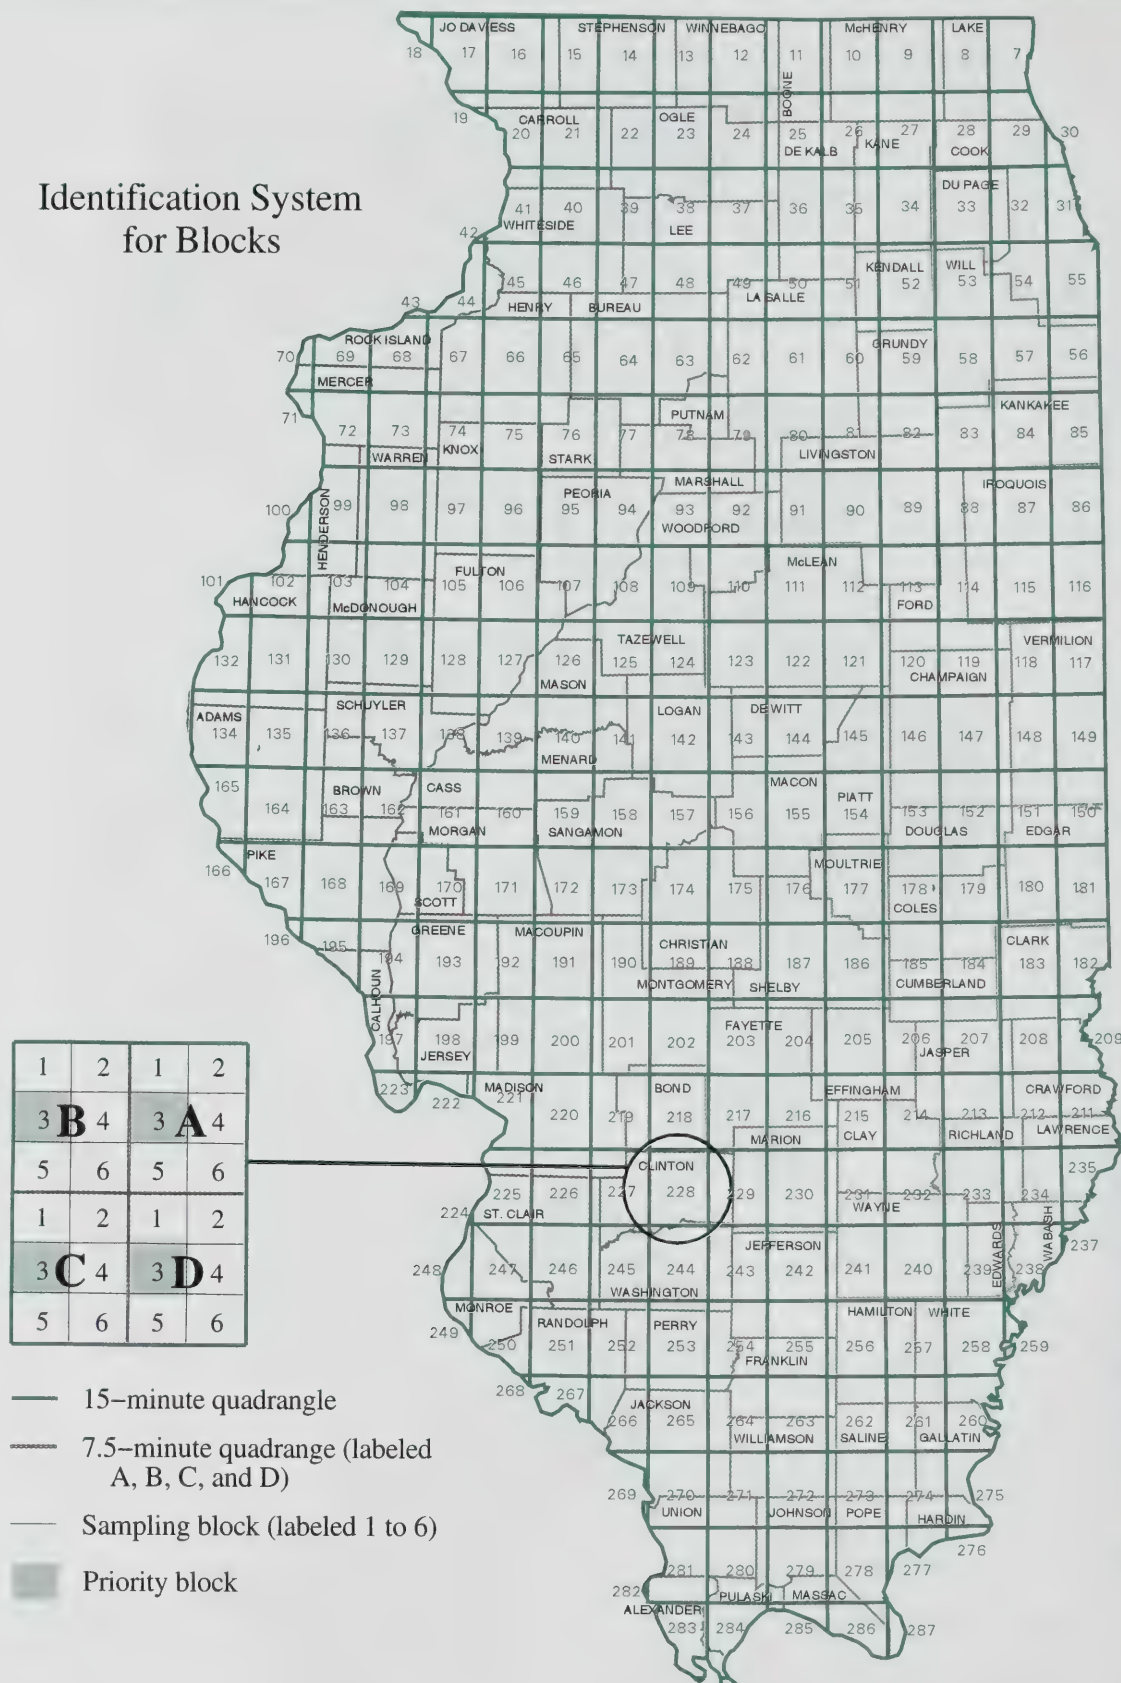 Identification System
for Blocks
JO DAVIESS STEPHENSON WINNEBAGO McHENRY LAKE
18 17 16 15 14 13 12 11 10 9 8 7
BOONE
19 CARROLL OGLE
20 21 22 23 24 25 26 27 28 29 30
DE KALB KANE COOK
DU PAGE
41 40 39 38 37 36 35 34 33 32 31
42 WHITESIDE LEE
KENDALL WILL
43 44 45 46 47 48 49 50 51 52 53 54 55
HENRY BUREAU LA SALLE
ROCK ISLAND GRUNDY
70 69 68 67 66 65 64 63 62 61 60 59 58 57 56
MERCER
71 PUTNAM KANKAKEE
72 73 74 75 76 77 78 79 80 81 82 83 84 85
WARREN KNOX STARK LIVINGSTON
PEORIA MARSHALL IROQUOIS
100 99 98 97 96 95 94 93 92 91 90 89 88 87 86
HENDERSON WOODFORD
FULTON McLEAN
101 102 103 104 105 106 107 108 109 110 111 112 113 114 115 116
HANCOCK McDONOUGH FORD
TAZEWELL VERMILION
132 131 130 129 128 127 126 125 124 123 122 121 120 119 118 117
MASON CHAMPAIGN
ADAMS SCHUYLER LOGAN DE WITT
134 135 136 137 138 139 140 141 142 143 144 145 146 147 148 149
MENARD
165 BROWN CASS MACON PIATT
164 163 162 161 160 159 158 157 156 155 154 153 152 151 150
MORGAN SANGAMON DOUGLAS EDGAR
PIKE MOULTRIE
166 167 168 169 170 171 172 173 174 175 176 177 178 179 180 181
SCOTT COLES
GREENE MACOUPIN CHRISTIAN CLARK
196 195 194 193 192 191 190 189 188 187 186 185 184 183 182
CALHOUN MONTGOMERY SHELBY CUMBERLAND
FAYETTE
197 198 199 200 201 202 203 204 205 206 207 208 209
JERSEY JASPER
223 MADISON BOND EFFINGHAM CRAWFORD
222 221 220 219 218 217 216 215 214 213 212 211
MARION CLAY RICHLAND LAWRENCE
CLINTON
224 225 226 227 228 229 230 231 232 233 234 235
ST. CLAIR WAYNE EDWARDS WABASH
JEFFERSON
248 247 246 245 244 243 242 241 240 239 238 237
WASHINGTON
MONROE RANDOLPH PERRY HAMILTON WHITE
249 250 251 252 253 254 255 256 257 258 259
FRANKLIN
268 267 JACKSON
266 265 264 263 262 261 260
WILLIAMSON SALINE GALLATIN
269 270 271 272 273 274 275
UNION JOHNSON POPE HARDIN
276
282 281 280 279 278 277
ALEXANDER PULASKI MASSAC
283 284 285 286 287
1 2 1 2
3 B 4 3 A 4
5 6 5 6
1 2 1 2
3 C 4 3 D 4
5 6 5 6
15–minute quadrangle
7.5–minute quadrange (labeled
A, B, C, and D)
Sampling block (labeled 1 to 6)
Priority block